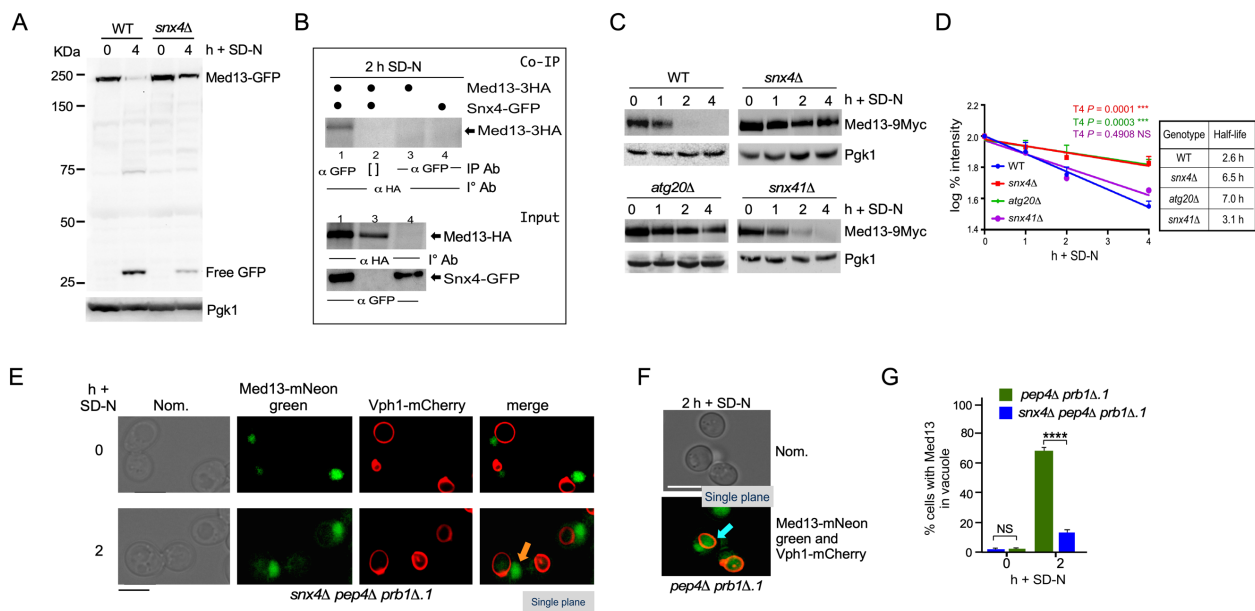 A
WT snx4Δ
0 4 0 4 h + SD-N
KDa
250 Med13-GFP
150
75
50
25 Free GFP
Pgk1
B
Co-IP
2 h SD-N
Med13-3HA
Snx4-GFP
Med13-3HA
1 2 3 4
α GFP [] α GFP IP Ab
α HA I° Ab
Input
1 3 4
Med13-HA
α HA I° Ab
Snx4-GFP
α GFP
C
WT snx4Δ
0 1 2 4 0 1 2 4 h + SD-N
Med13-9Myc
Pgk1
atg20Δ snx41Δ
0 1 2 4 0 1 2 4 h + SD-N
Med13-9Myc
Pgk1
D
T4 P = 0.0001 ***
T4 P = 0.0003 ***
T4 P = 0.4908 NS
log % intensity
2.2
2.0
1.8
1.6
1.4
WT
snx4Δ
atg20Δ
snx41Δ
0 1 2 3 4
h + SD-N
Genotype Half-life
WT 2.6 h
snx4Δ 6.5 h
atg20Δ 7.0 h
snx41Δ 3.1 h
E
h +
SD-N
Nom.
Med13-mNeon
green
Vph1-mCherry
merge
0
2
snx4Δ pep4Δ prb1Δ.1
Single plane
F
2 h + SD-N
Nom.
Single plane
Med13-mNeon
green and
Vph1-mCherry
pep4Δ prb1Δ.1
G
pep4Δ prb1Δ.1
snx4Δ pep4Δ prb1Δ.1
% cells with Med13
in vacuole
100
80
60
40
20
0
NS
****
0 2
h + SD-N